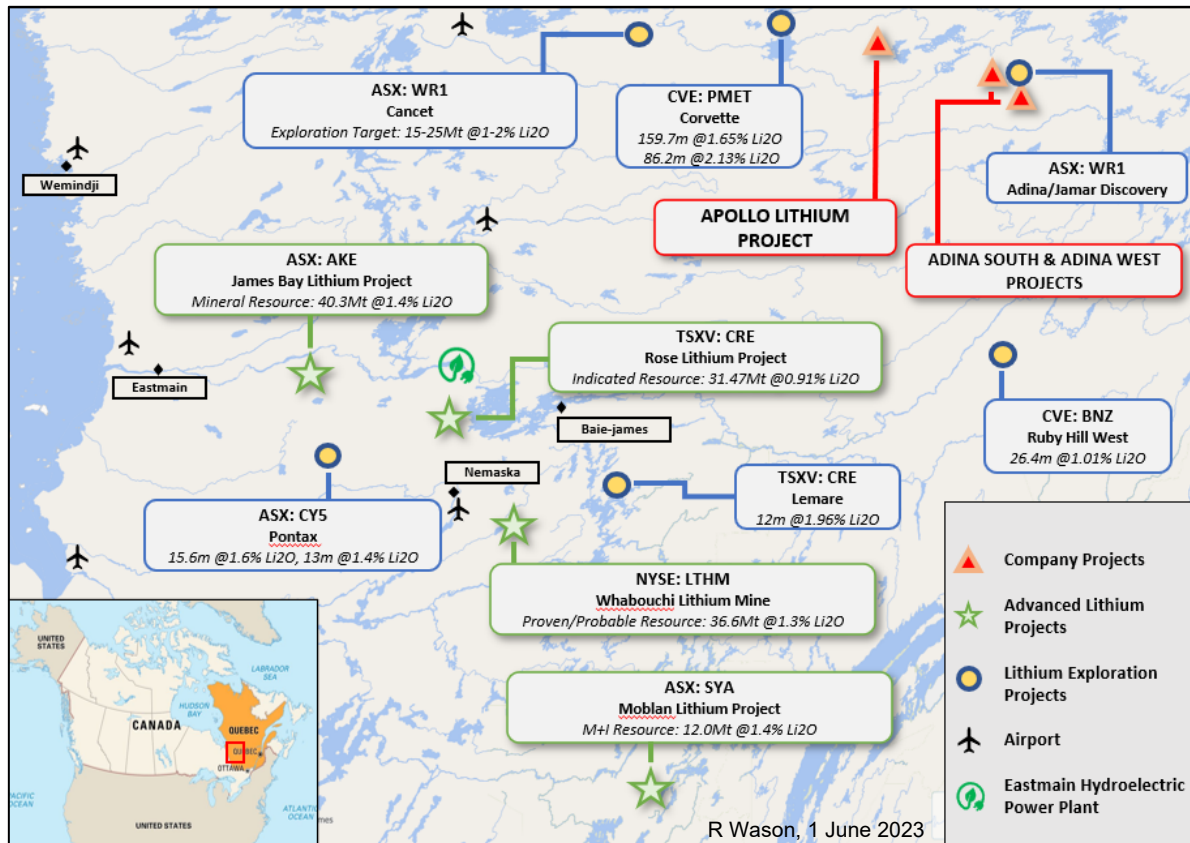 ASX: WR1
Cancet
Exploration Target: 15-25Mt @1-2% Li2O
CVE: PMET
Corvette
159.7m @1.65% Li2O
86.2m @2.13% Li2O
ASX: WR1
Adina/Jamar Discovery
Wemindji
APOLLO LITHIUM
PROJECT
ADINA SOUTH & ADINA WEST
PROJECTS
ASX: AKE
James Bay Lithium Project
Mineral Resource: 40.3Mt @1.4% Li2O
TSXV: CRE
Rose Lithium Project
Indicated Resource: 31.47Mt @0.91% Li2O
Eastmain
Baie-james
CVE: BNZ
Ruby Hill West
26.4m @1.01% Li2O
Nemaska
TSXV: CRE
Lemare
12m @1.96% Li2O
ASX: CY5
Pontax
15.6m @1.6% Li2O, 13m @1.4% Li2O
NYSE: LTHM
Whabouchi Lithium Mine
Proven/Probable Resource: 36.6Mt @1.3% Li2O
ASX: SYA
Moblan Lithium Project
M+I Resource: 12.0Mt @1.4% Li2O
Company Projects
Advanced Lithium
Projects
Lithium Exploration
Projects
Airport
Eastmain Hydroelectric
Power Plant
UNITED
STATES
LABRADOR
SEA
HUDSON
BAY
CANADA
QUEBEC
QUEBEC
OTTAWA
PACIFIC
OCEAN
UNITED STATES
ATLANTIC
OCEAN
R Wason, 1 June 2023